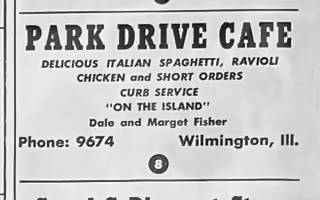 PARK DRIVE CAFE
DELICIOUS ITALIAN SPAGHETTI, RAVIOLI
CHICKEN and SHORT ORDERS
CURB SERVICE
"ON THE ISLAND"
Dale and Marget Fisher
Phone: 9674 Wilmington, Ill.
8